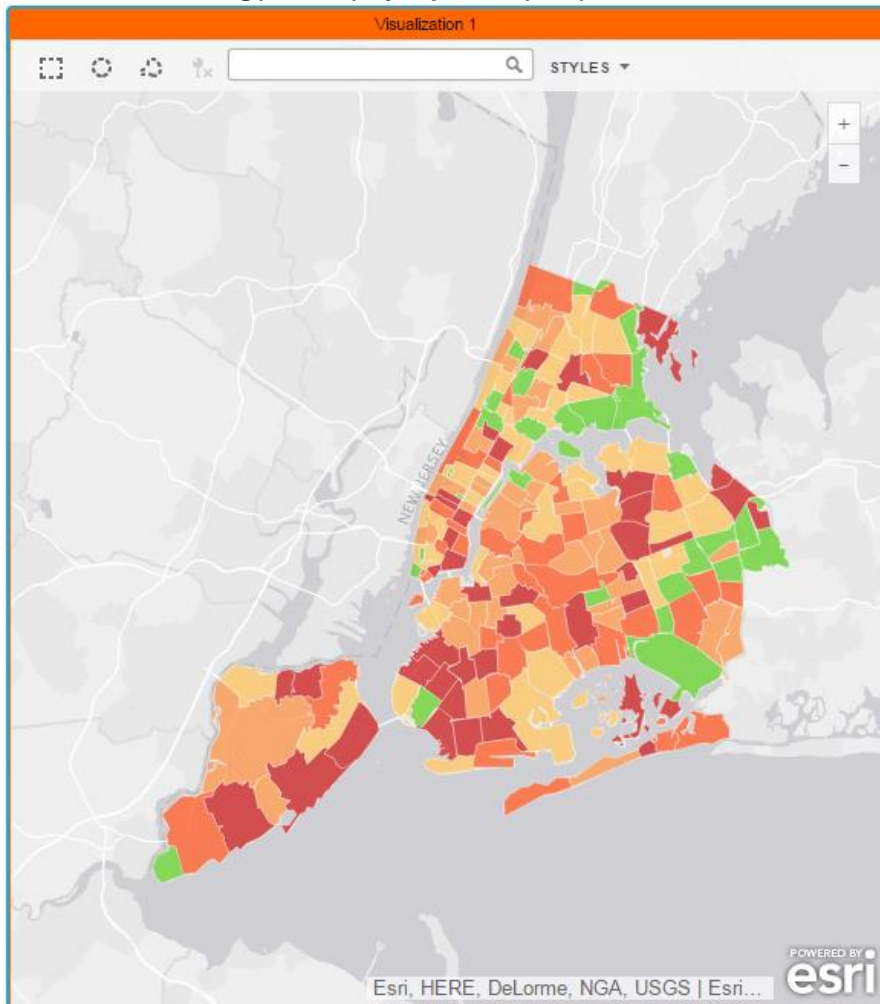 Visualization 1
STYLES
+
−
NEW JERSEY
Esri, HERE, DeLorme, NGA, USGS | Esri...
POWERED BY
esri